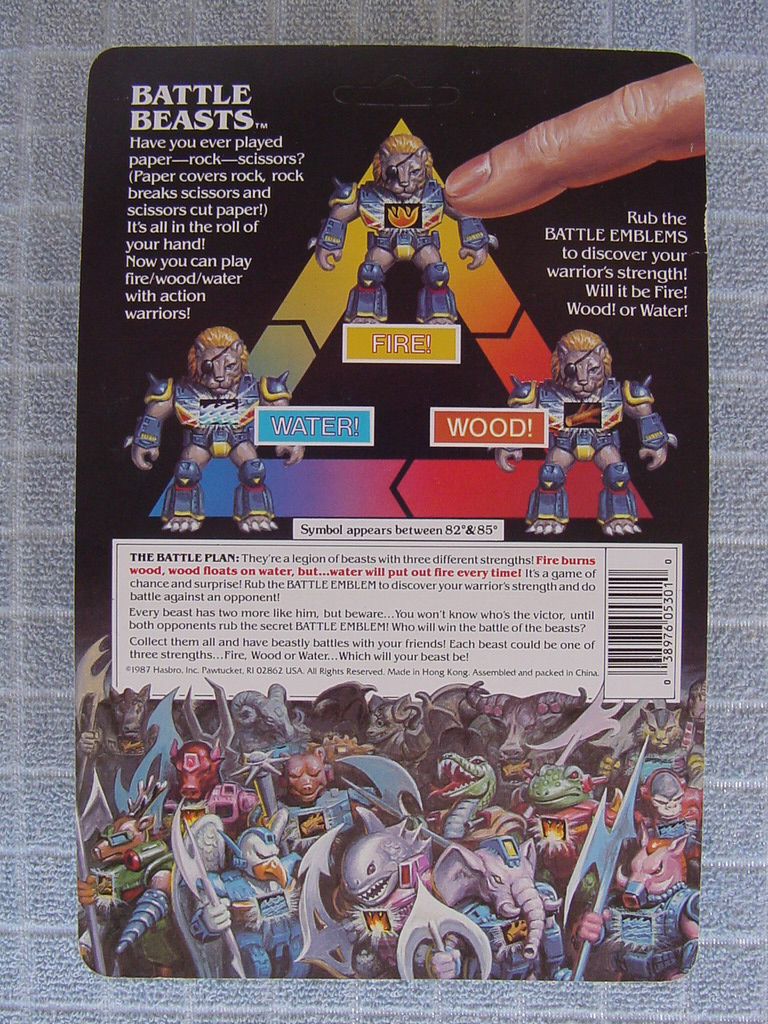 BATTLE
BEASTS™
Have you ever played
paper—rock—scissors?
(Paper covers rock, rock
breaks scissors and
scissors cut paper!)
It's all in the roll of
your hand!
Now you can play
fire/wood/water
with action
warriors!
Rub the
BATTLE EMBLEMS
to discover your
warrior's strength!
Will it be Fire!
Wood! or Water!
FIRE!
WATER!
WOOD!
Symbol appears between 82°&85°
THE BATTLE PLAN: They're a legion of beasts with three different strengths! Fire burns
wood, wood floats on water, but...water will put out fire every time! It's a game of
chance and surprise! Rub the BATTLE EMBLEM to discover your warrior's strength and do
battle against an opponent!
Every beast has two more like him, but beware...You won't know who's the victor, until
both opponents rub the secret BATTLE EMBLEM! Who will win the battle of the beasts?
Collect them all and have beastly battles with your friends! Each beast could be one of
three strengths...Fire, Wood or Water...Which will your beast be!
©1987 Hasbro, Inc. Pawtucket, RI 02862 USA. All Rights Reserved. Made in Hong Kong. Assembled and packed in China.
0 38976 05301 0